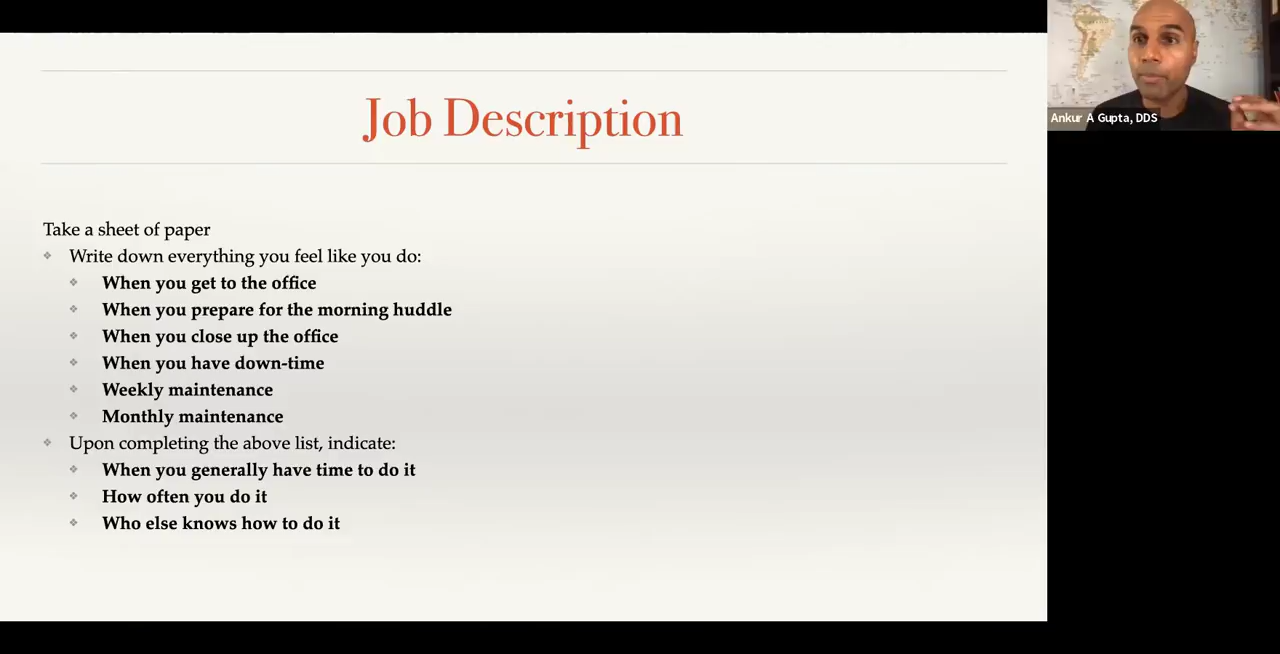 Job Description
Ankur A Gupta, DDS
Take a sheet of paper
Write down everything you feel like you do:
When you get to the office
When you prepare for the morning huddle
When you close up the office
When you have down-time
Weekly maintenance
Monthly maintenance
Upon completing the above list, indicate:
When you generally have time to do it
How often you do it
Who else knows how to do it